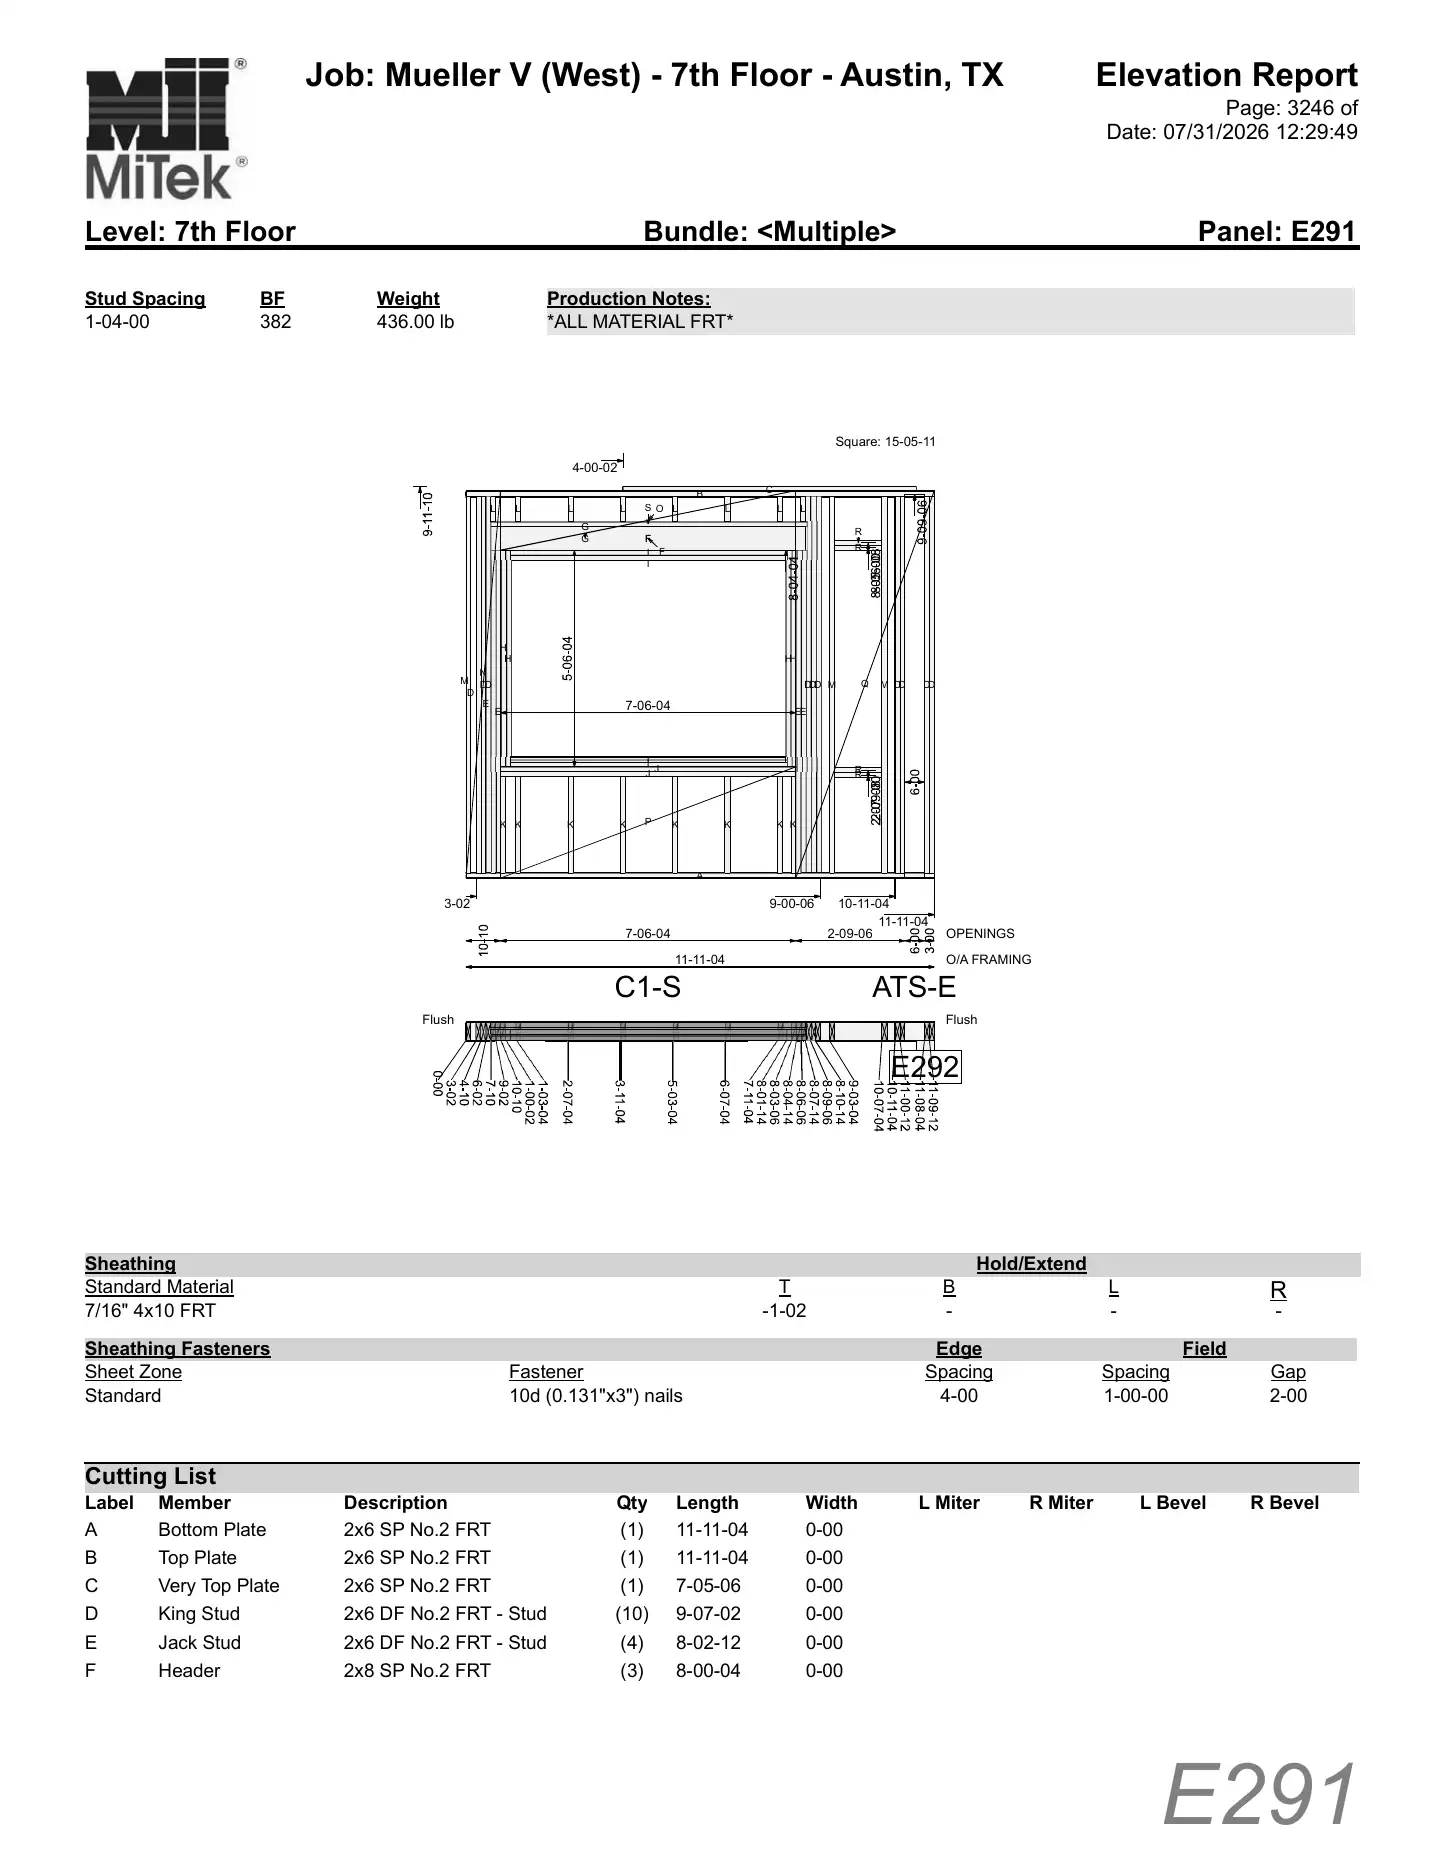 Job: Mueller V (West) - 7th Floor - Austin, TX
Elevation Report
Page: 3246 of
Date: 07/31/2026 12:29:49
MiTek®
Level: 7th Floor Bundle: <Multiple> Panel: E291
Stud Spacing BF Weight Production Notes:
1-04-00 382 436.00 lb *ALL MATERIAL FRT*
Square: 15-05-11
4-00-02
9-11-10
C
B
S O
G
G
F
F
R
R
9-09-06
8-04-04
5-06-04
7-06-04
M
D
H
H
D D D M Q
6-00
K K K K P K K K K
A
3-02 9-00-06 10-11-04
11-11-04
10-10 7-06-04 2-09-06 6-00 3-00 OPENINGS
11-11-04 O/A FRAMING
C1-S ATS-E
Flush Flush
E292
0-00 3-02 4-10 6-02 7-10 9-02 10-10 1-00-02 1-03-04 2-07-04 3-11-04 5-03-04 6-07-04 7-11-04 8-01-14 8-03-06 8-04-14 8-06-06 8-07-14 8-09-06 8-10-14 9-03-04 10-07-04 10-11-04 11-00-12 11-08-04 11-09-12
Sheathing Hold/Extend
Standard Material T B L R
7/16" 4x10 FRT -1-02 - - -
Sheathing Fasteners Edge Field
Sheet Zone Fastener Spacing Spacing Gap
Standard 10d (0.131"x3") nails 4-00 1-00-00 2-00
Cutting List
Label Member Description Qty Length Width L Miter R Miter L Bevel R Bevel
A Bottom Plate 2x6 SP No.2 FRT (1) 11-11-04 0-00
B Top Plate 2x6 SP No.2 FRT (1) 11-11-04 0-00
C Very Top Plate 2x6 SP No.2 FRT (1) 7-05-06 0-00
D King Stud 2x6 DF No.2 FRT - Stud (10) 9-07-02 0-00
E Jack Stud 2x6 DF No.2 FRT - Stud (4) 8-02-12 0-00
F Header 2x8 SP No.2 FRT (3) 8-00-04 0-00
E291